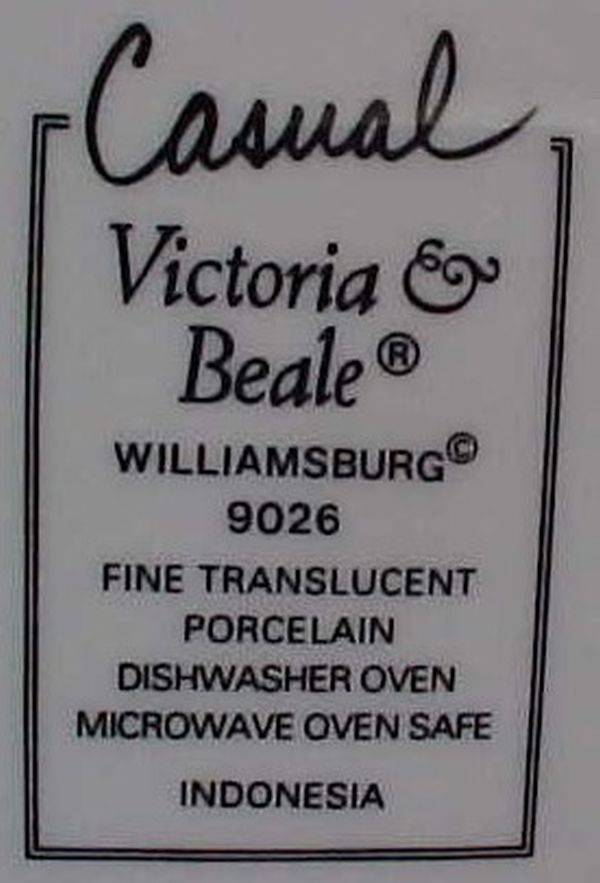 Casual
Victoria &
Beale®
WILLIAMSBURG©
9026
FINE TRANSLUCENT
PORCELAIN
DISHWASHER OVEN
MICROWAVE OVEN SAFE
INDONESIA